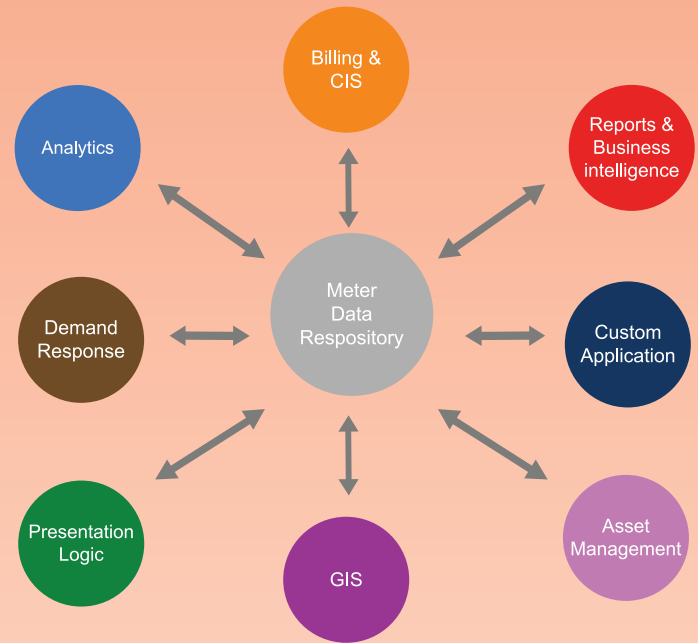 Billing &
CIS
Analytics
Reports &
Business
intelligence
Meter
Data
Respository
Demand
Response
Custom
Application
Presentation
Logic
GIS
Asset
Management